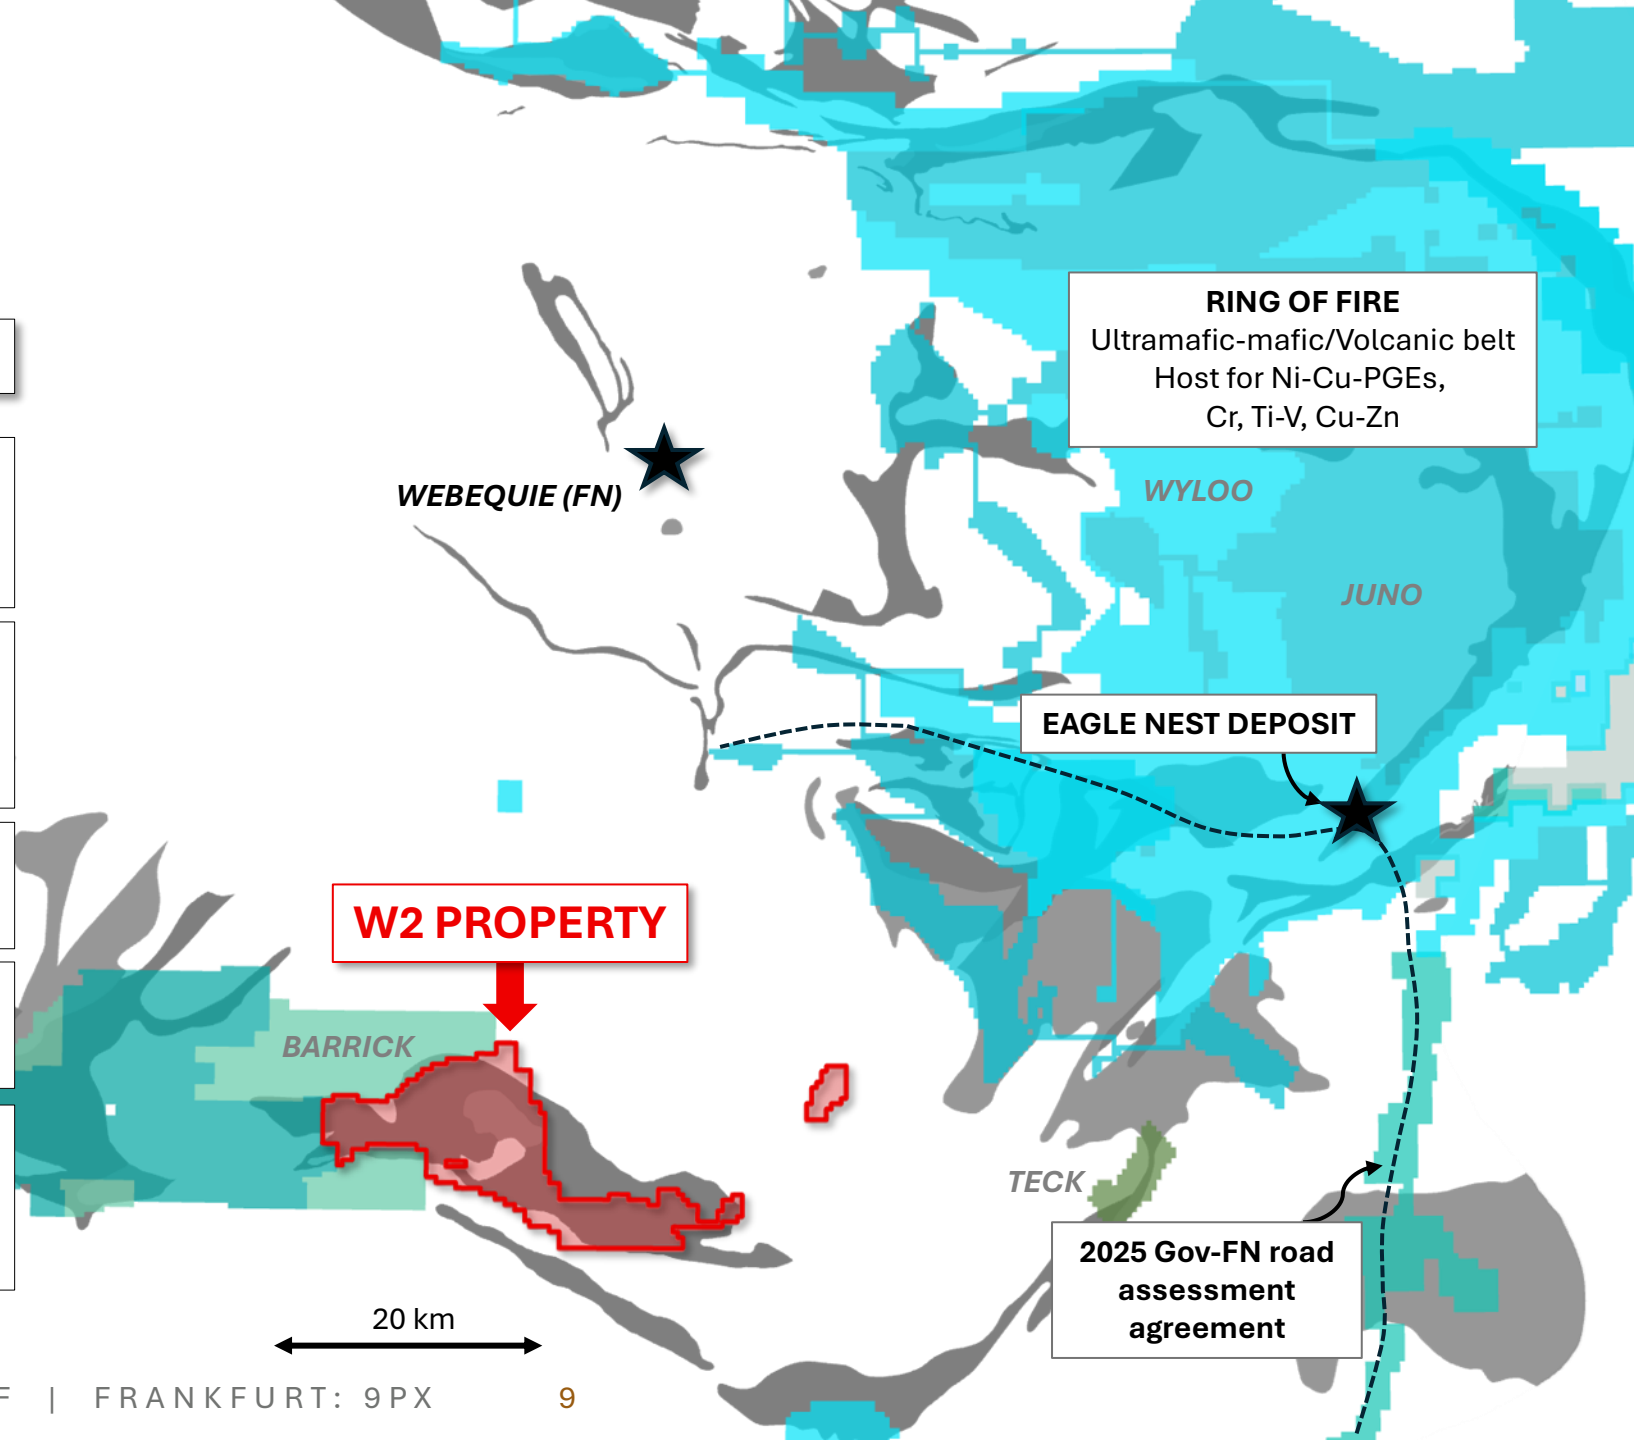 RING OF FIRE
Ultramafic-mafic/Volcanic belt
Host for Ni-Cu-PGEs,
Cr, Ti-V, Cu-Zn
WEBEQUIE (FN)
WYLOO
JUNO
EAGLE NEST DEPOSIT
W2 PROPERTY
BARRICK
TECK
2025 Gov-FN road
assessment
agreement
20 km
F | FRANKFURT: 9PX 9